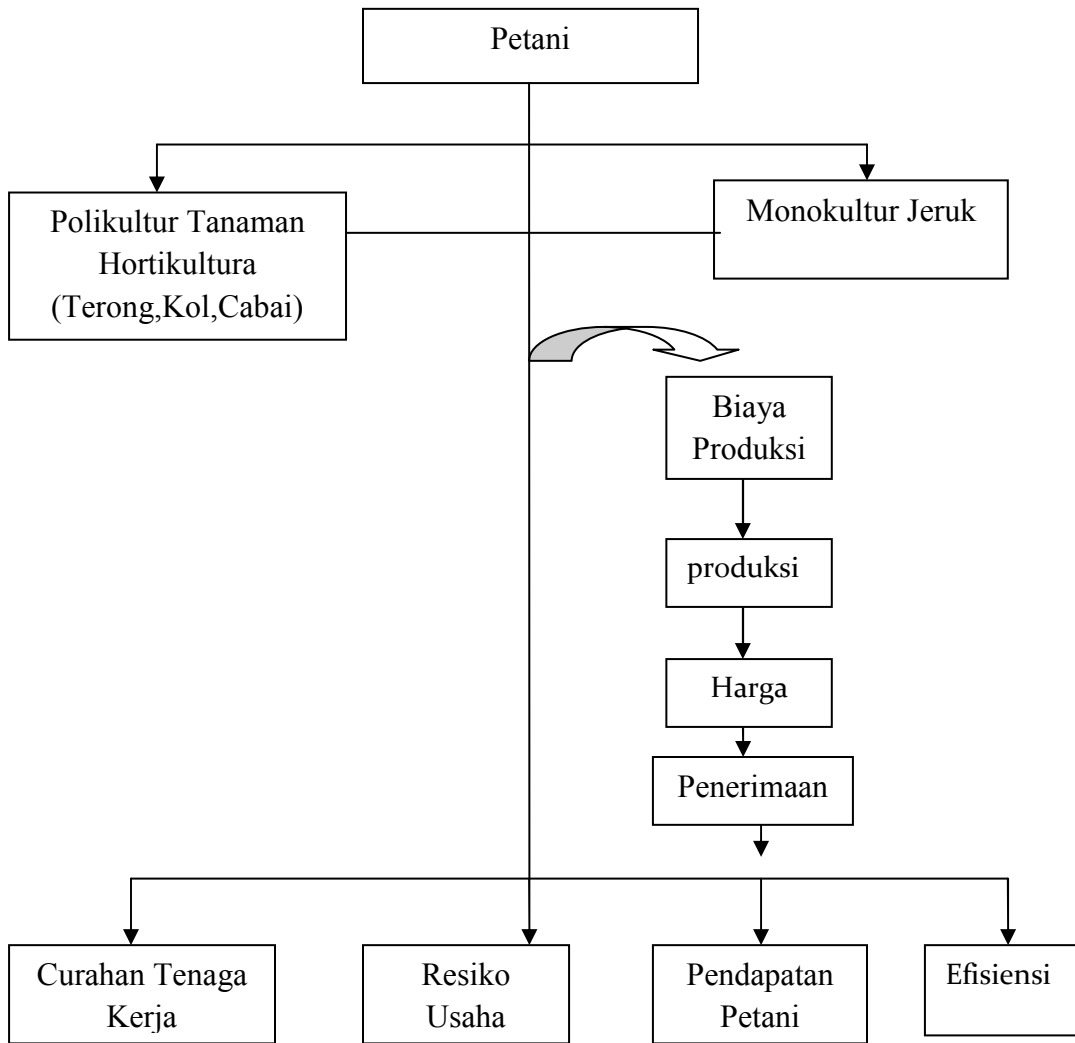 Petani
Polikultur Tanaman
Hortikultura
(Terong,Kol,Cabai)
Monokultur Jeruk
Biaya
Produksi
produksi
Harga
Penerimaan
Curahan Tenaga
Kerja
Resiko
Usaha
Pendapatan
Petani
Efisiensi